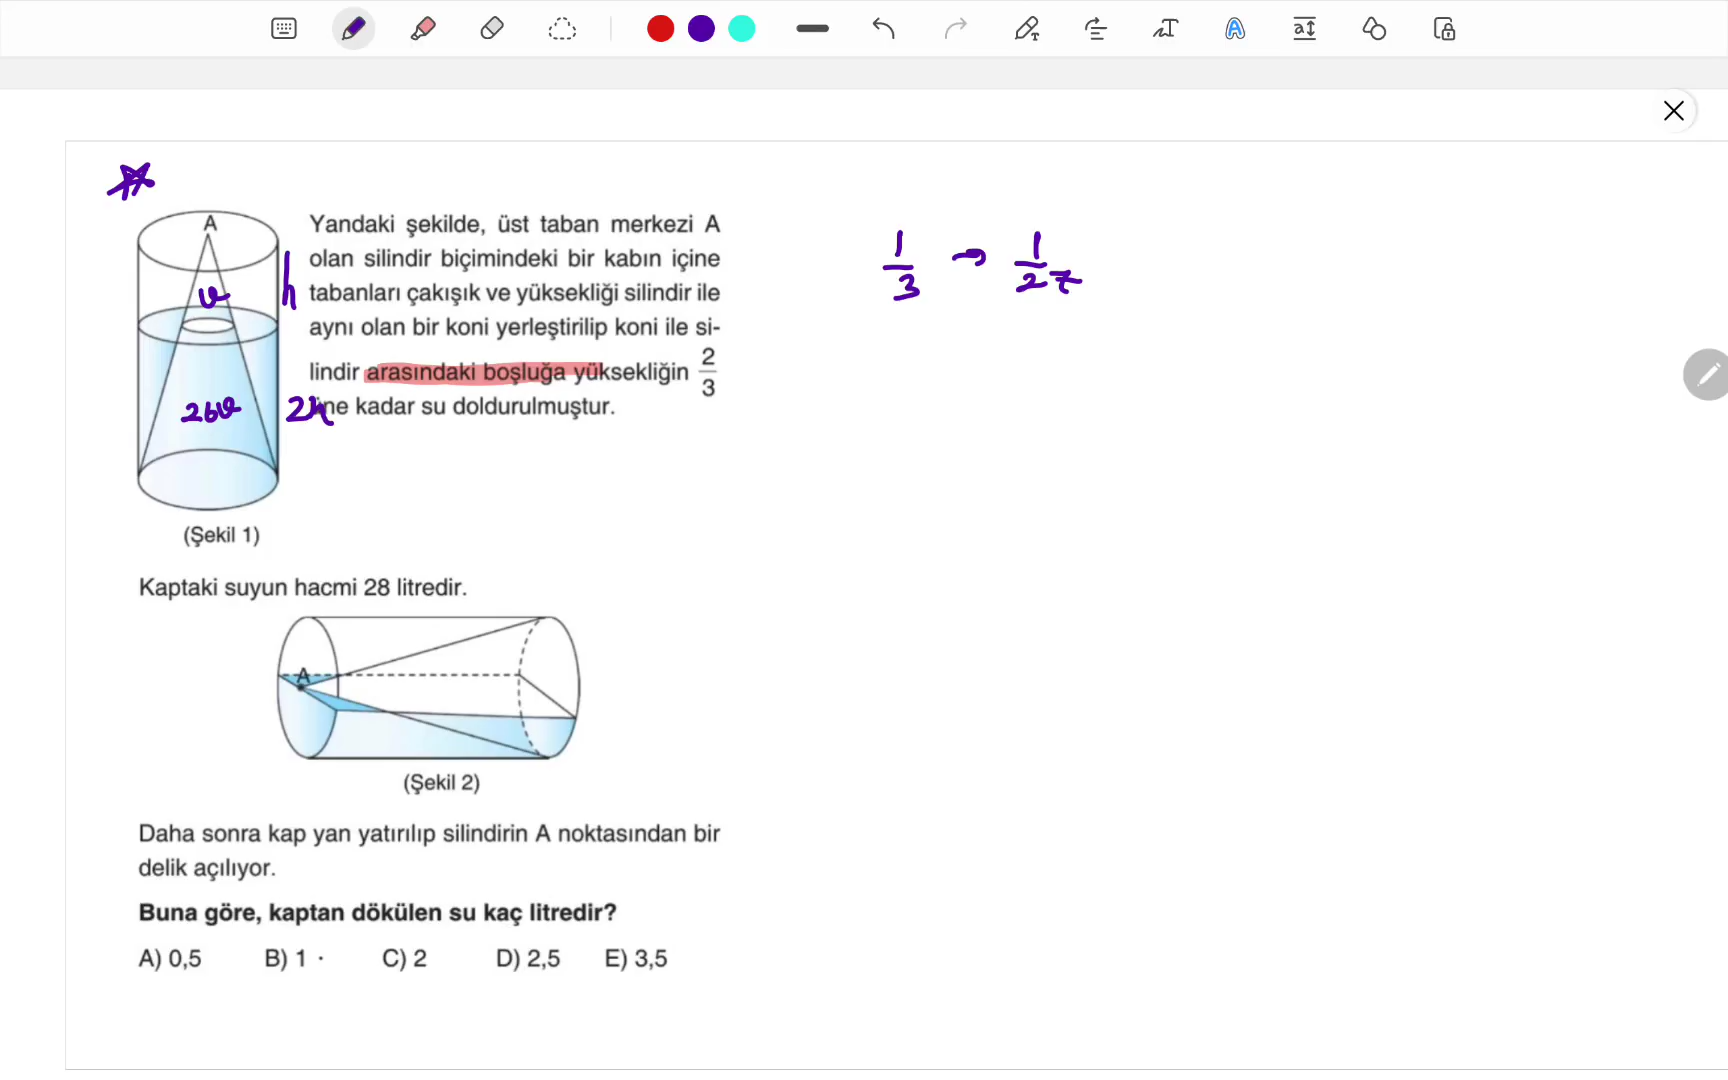 A
Yandaki şekilde, üst taban merkezi A
olan silindir biçimindeki bir kabın içine
tabanları çakışık ve yüksekliği silindir ile
aynı olan bir koni yerleştirilip koni ile si-
lindir arasındaki boşluğa yüksekliğin 2/3
ine kadar su doldurulmuştur.
h
2h
v
26v
1/3 → 1/27
(Şekil 1)
Kaptaki suyun hacmi 28 litredir.
A
(Şekil 2)
Daha sonra kap yan yatırılıp silindirin A noktasından bir
delik açılıyor.
Buna göre, kaptan dökülen su kaç litredir?
A) 0,5 B) 1 C) 2 D) 2,5 E) 3,5